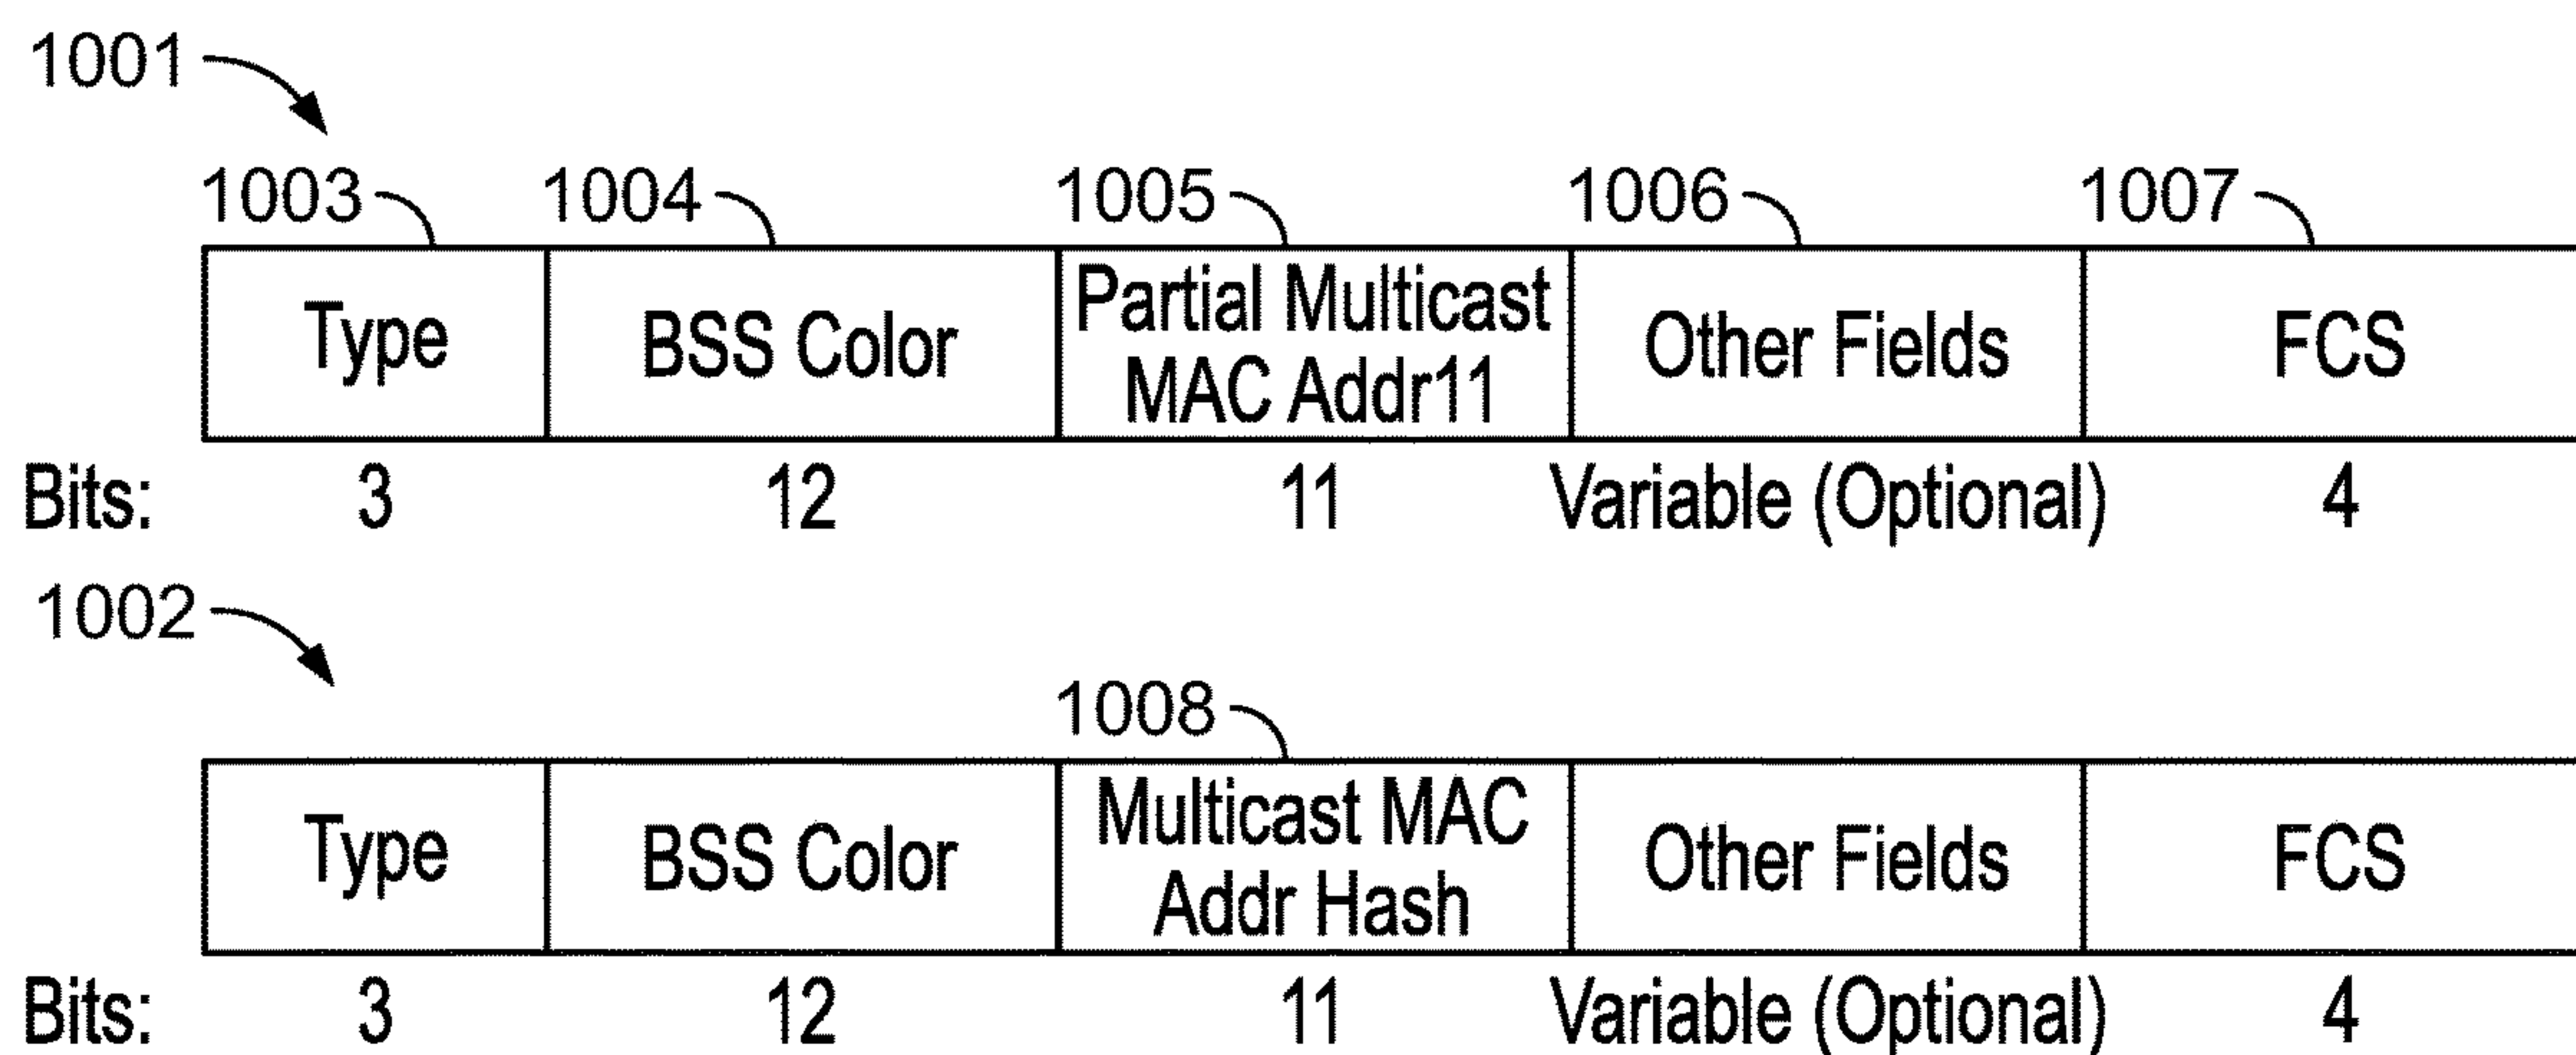 1001
1003 1004 1005 1006 1007
Type BSS Color Partial Multicast MAC Addr11 Other Fields FCS
Bits: 3 12 11 Variable (Optional) 4
1002
1008
Type BSS Color Multicast MAC Addr Hash Other Fields FCS
Bits: 3 12 11 Variable (Optional) 4